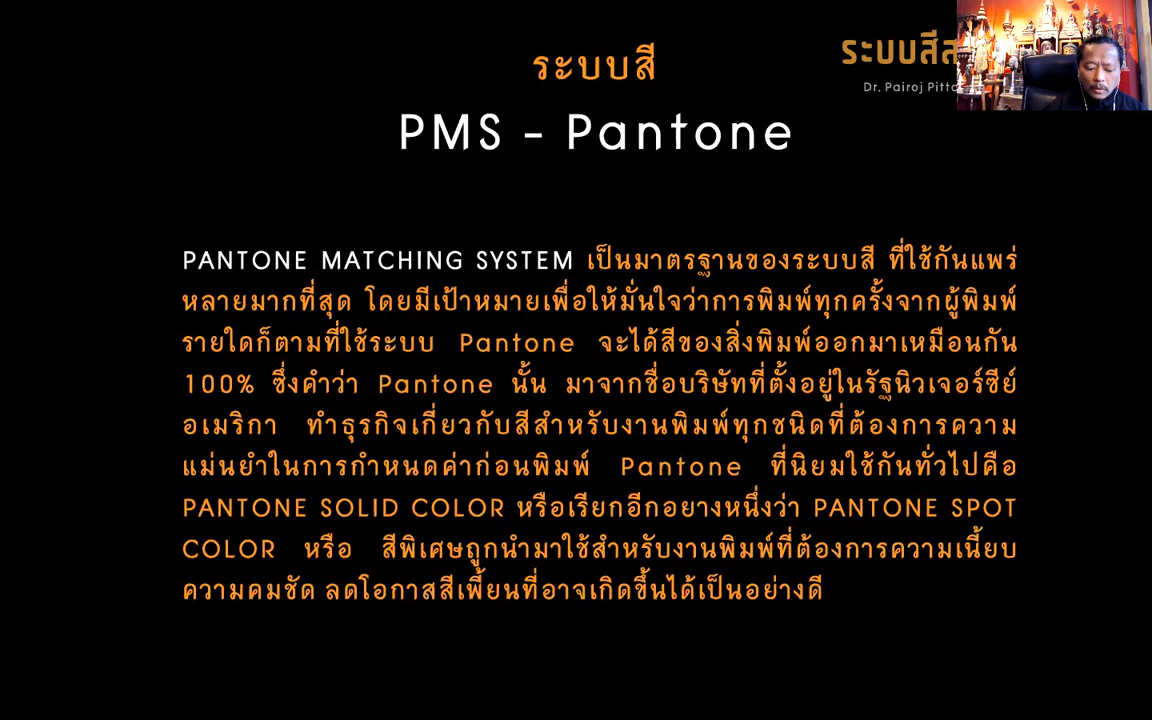 ระบบสี
ระบบสีส
Dr. Pairoj Pitto
PMS - Pantone
PANTONE MATCHING SYSTEM เป็นมาตรฐานของระบบสี ที่ใช้กันแพร่
หลายมากที่สุด โดยมีเป้าหมายเพื่อให้มั่นใจว่าการพิมพ์ทุกครั้งจากผู้พิมพ์
รายใดก็ตามที่ใช้ระบบ Pantone จะได้สีของสิ่งพิมพ์ออกมาเหมือนกัน
100% ซึ่งคำว่า Pantone นั้น มาจากชื่อบริษัทที่ตั้งอยู่ในรัฐนิวเจอร์ซีย์
อเมริกา ทำธุรกิจเกี่ยวกับสีสำหรับงานพิมพ์ทุกชนิดที่ต้องการความ
แม่นยำในการกำหนดค่าก่อนพิมพ์ Pantone ที่นิยมใช้กันทั่วไปคือ
PANTONE SOLID COLOR หรือเรียกอีกอยางหนึ่งว่า PANTONE SPOT
COLOR หรือ สีพิเศษถูกนำมาใช้สำหรับงานพิมพ์ที่ต้องการความเนี้ยบ
ความคมชัด ลดโอกาสสีเพี้ยนที่อาจเกิดขึ้นได้เป็นอย่างดี